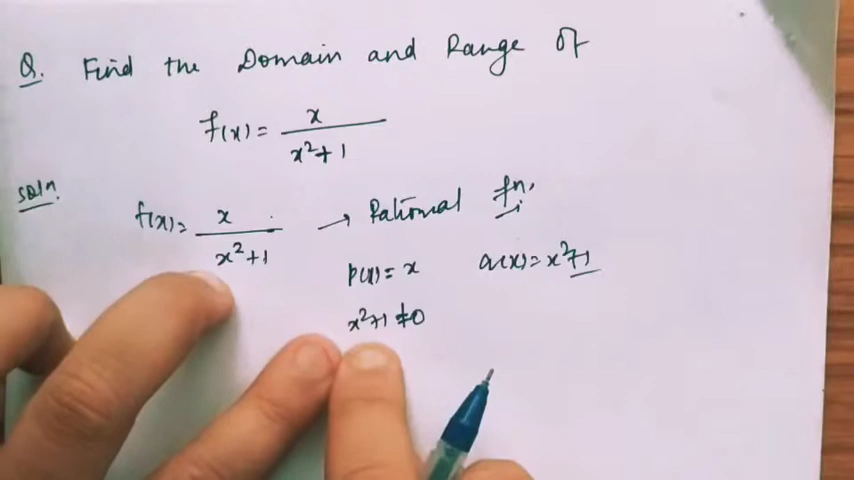 Q. Find the Domain and Range of
f(x) = x / x²+1
Soln.
f(x) = x / x²+1 → Rational fn.
p(x) = x q(x) = x²+1
x²+1 ≠ 0